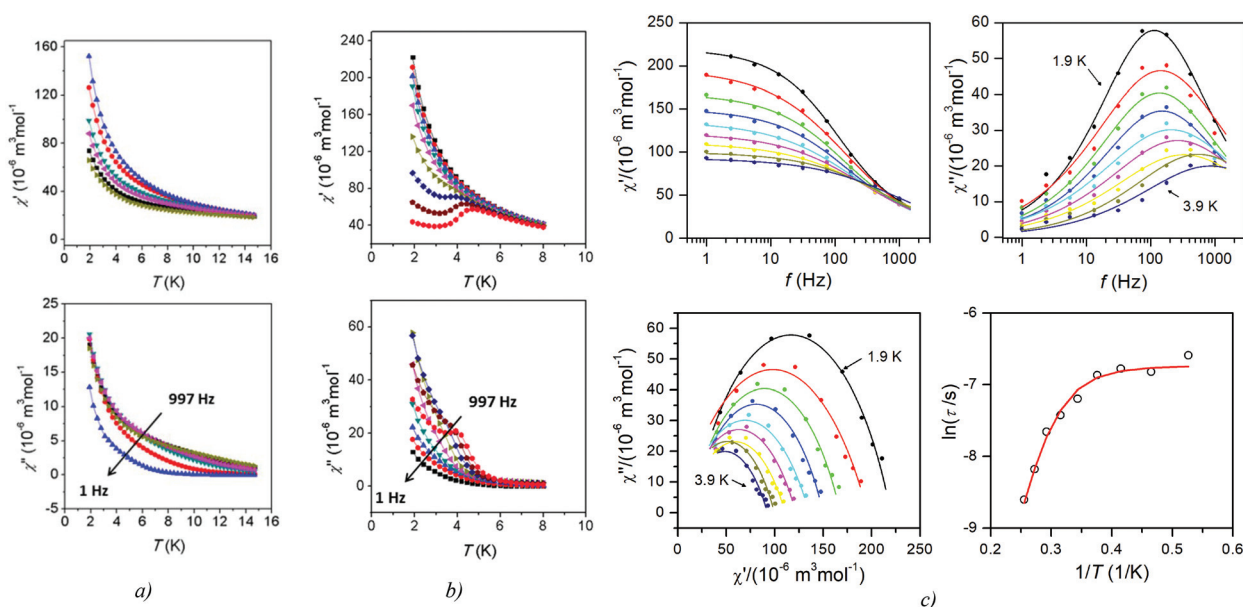 160
120
80
40
0
χ' (10⁻⁶ m³mol⁻¹)
0 2 4 6 8 10 12 14 16
T (K)
25
20
15
10
5
0
-5
χ'' (10⁻⁶ m³mol⁻¹)
997 Hz
1 Hz
0 2 4 6 8 10 12 14 16
T (K)
a)
240
200
160
120
80
40
χ' (10⁻⁶ m³mol⁻¹)
0 2 4 6 8 10
T (K)
60
40
20
0
χ'' (10⁻⁶ m³mol⁻¹)
997 Hz
1 Hz
0 2 4 6 8 10
T (K)
b)
250
200
150
100
50
0
χ'/(10⁻⁶ m³mol⁻¹)
1 10 100 1000
f (Hz)
60
50
40
30
20
10
0
χ''/(10⁻⁶ m³mol⁻¹)
1.9 K
3.9 K
1 10 100 1000
f (Hz)
60
50
40
30
20
10
0
χ''/(10⁻⁶ m³mol⁻¹)
1.9 K
3.9 K
0 50 100 150 200 250
χ'/(10⁻⁶ m³mol⁻¹)
-6
-7
-8
-9
ln(τ /s)
0.2 0.3 0.4 0.5 0.6
1/T (1/K)
c)